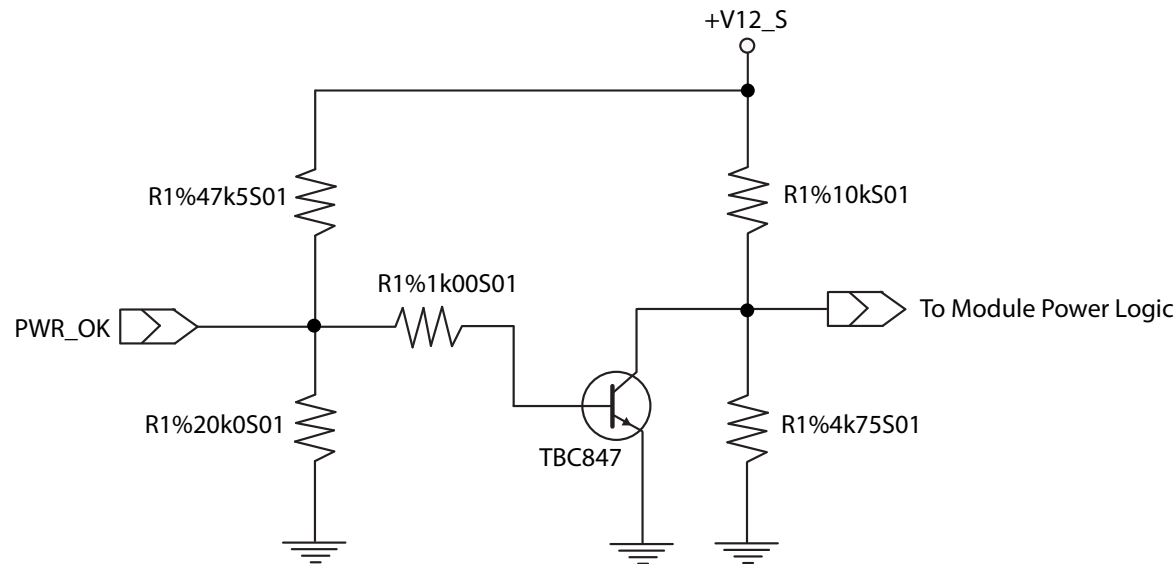 +V12_S
R1%47k5S01
R1%10kS01
R1%1k00S01
PWR_OK
To Module Power Logic
R1%20k0S01
R1%4k75S01
TBC847